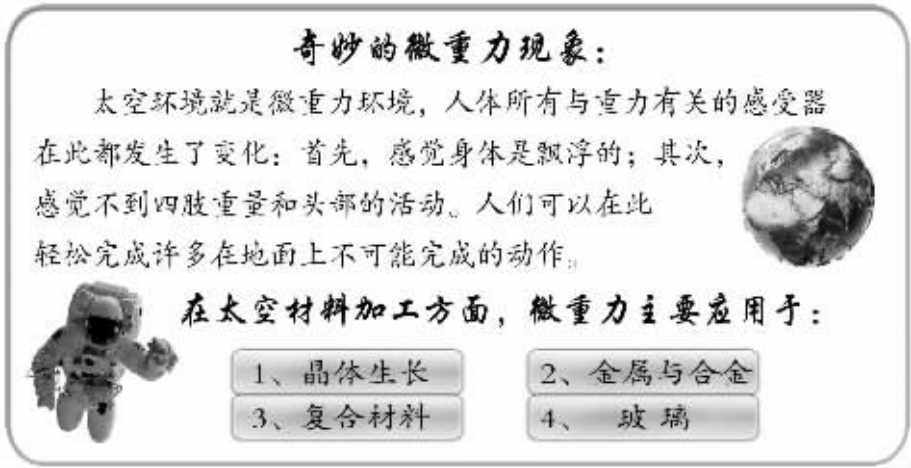 奇妙的微重力现象：
太空环境就是微重力环境，人体所有与重力有关的感受器
在此都发生了变化：首先，感觉身体是飘浮的；其次，
感觉不到四肢重量和头部的活动。人们可以在此
轻松完成许多在地面上不可能完成的动作。
在太空材料加工方面，微重力主要应用于：
1、晶体生长
2、金属与合金
3、复合材料
4、玻璃